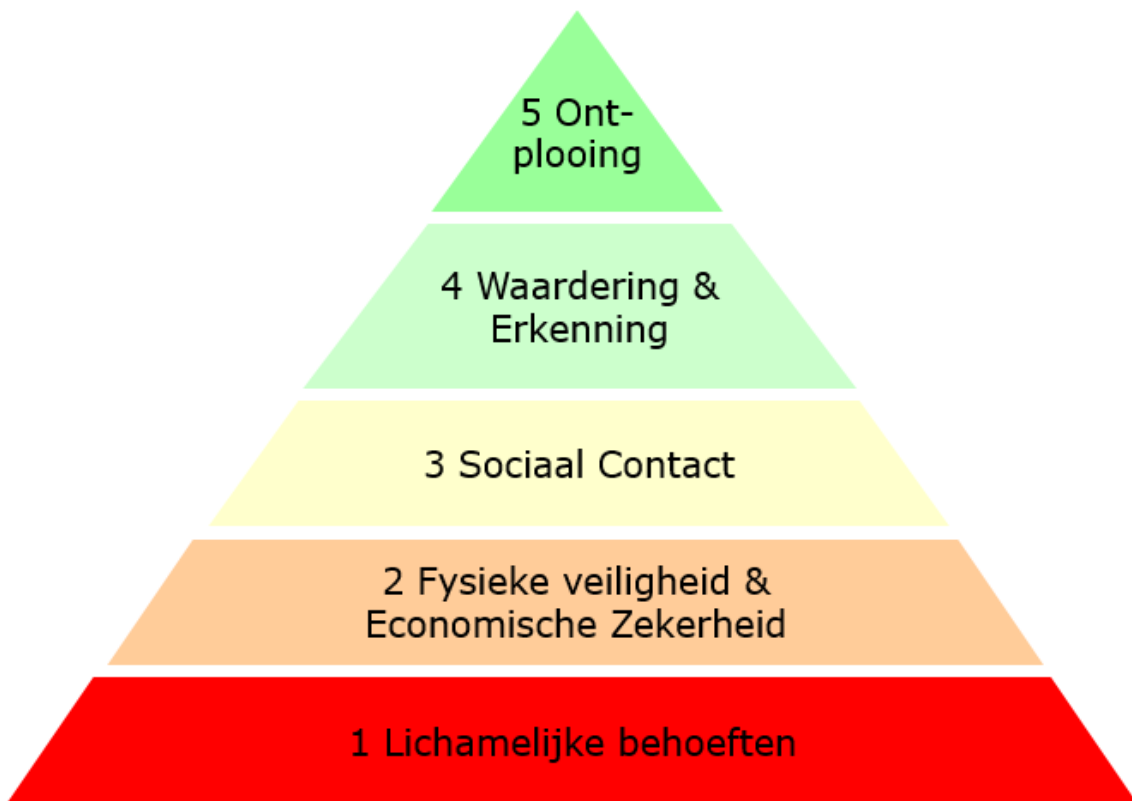 5 Ont-
plooing
4 Waardering &
Erkenning
3 Sociaal Contact
2 Fysieke veiligheid &
Economische Zekerheid
1 Lichamelijke behoeften